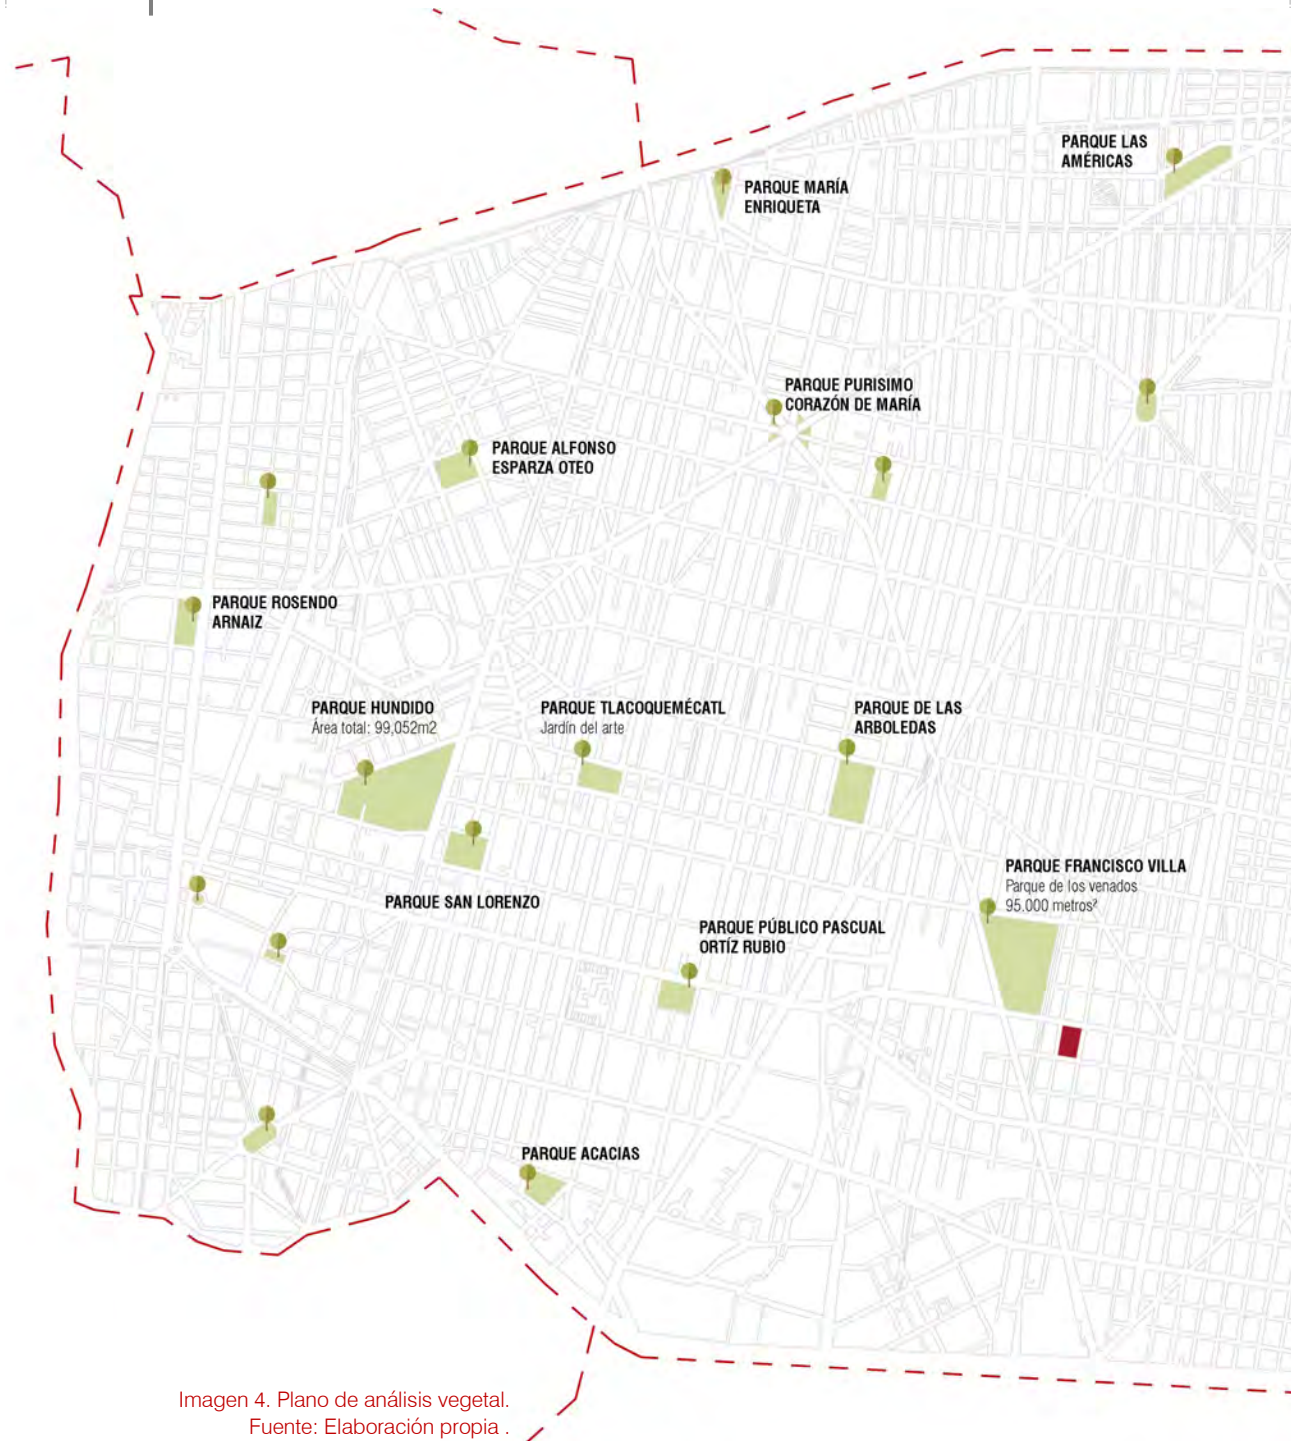 PARQUE LAS
AMÉRICAS
PARQUE MARÍA
ENRIQUETA
PARQUE PURISIMO
CORAZÓN DE MARÍA
PARQUE ALFONSO
ESPARZA OTEO
PARQUE ROSENDO
ARNAIZ
PARQUE HUNDIDO
Área total: 99,052m2
PARQUE TLACOQUEMÉCATL
Jardín del arte
PARQUE DE LAS
ARBOLEDAS
PARQUE FRANCISCO VILLA
Parque de los venados
95.000 metros²
PARQUE SAN LORENZO
PARQUE PÚBLICO PASCUAL
ORTÍZ RUBIO
PARQUE ACACIAS
Imagen 4. Plano de análisis vegetal.
Fuente: Elaboración propia .